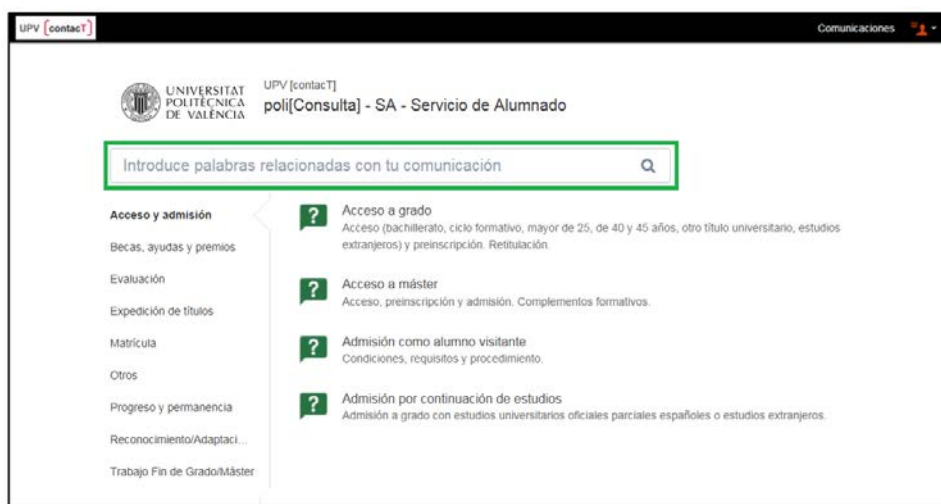 UPV [contacT]
Comunicaciones
UNIVERSITAT
POLITÈCNICA
DE VALÈNCIA
UPV [contacT]
poli[Consulta] - SA - Servicio de Alumnado
Introduce palabras relacionadas con tu comunicación
Acceso y admisión
Becas, ayudas y premios
Evaluación
Expedición de títulos
Matrícula
Otros
Progreso y permanencia
Reconocimiento/Adaptaci...
Trabajo Fin de Grado/Máster
Acceso a grado
Acceso (bachillerato, ciclo formativo, mayor de 25, de 40 y 45 años, otro título universitario, estudios
extranjeros) y preinscripción. Retitulación.
Acceso a máster
Acceso, preinscripción y admisión. Complementos formativos.
Admisión como alumno visitante
Condiciones, requisitos y procedimiento.
Admisión por continuación de estudios
Admisión a grado con estudios universitarios oficiales parciales españoles o estudios extranjeros.